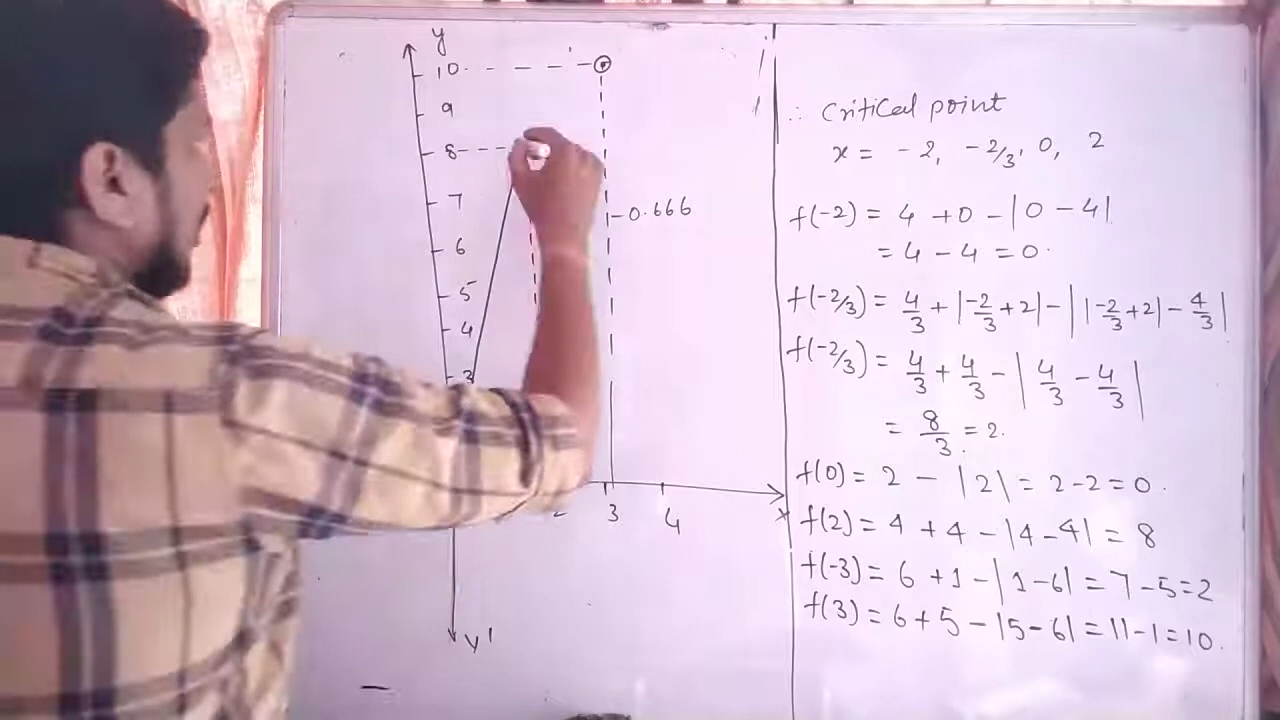 y
10
9
8
7
6
5
4
3
-0.666
3
4
x
y'
∴ Critical point
x = -2, -2/3, 0, 2
f(-2) = 4 + 0 - |0 - 4|
= 4 - 4 = 0.
f(-2/3) = 4/3 + |-2/3 + 2| - ||-2/3 + 2| - 4/3|
f(-2/3) = 4/3 + 4/3 - |4/3 - 4/3|
= 8/3 = 2.
f(0) = 2 - |2| = 2 - 2 = 0.
f(2) = 4 + 4 - |4 - 4| = 8
f(-3) = 6 + 1 - |1 - 6| = 7 - 5 = 2
f(3) = 6 + 5 - |5 - 6| = 11 - 1 = 10.